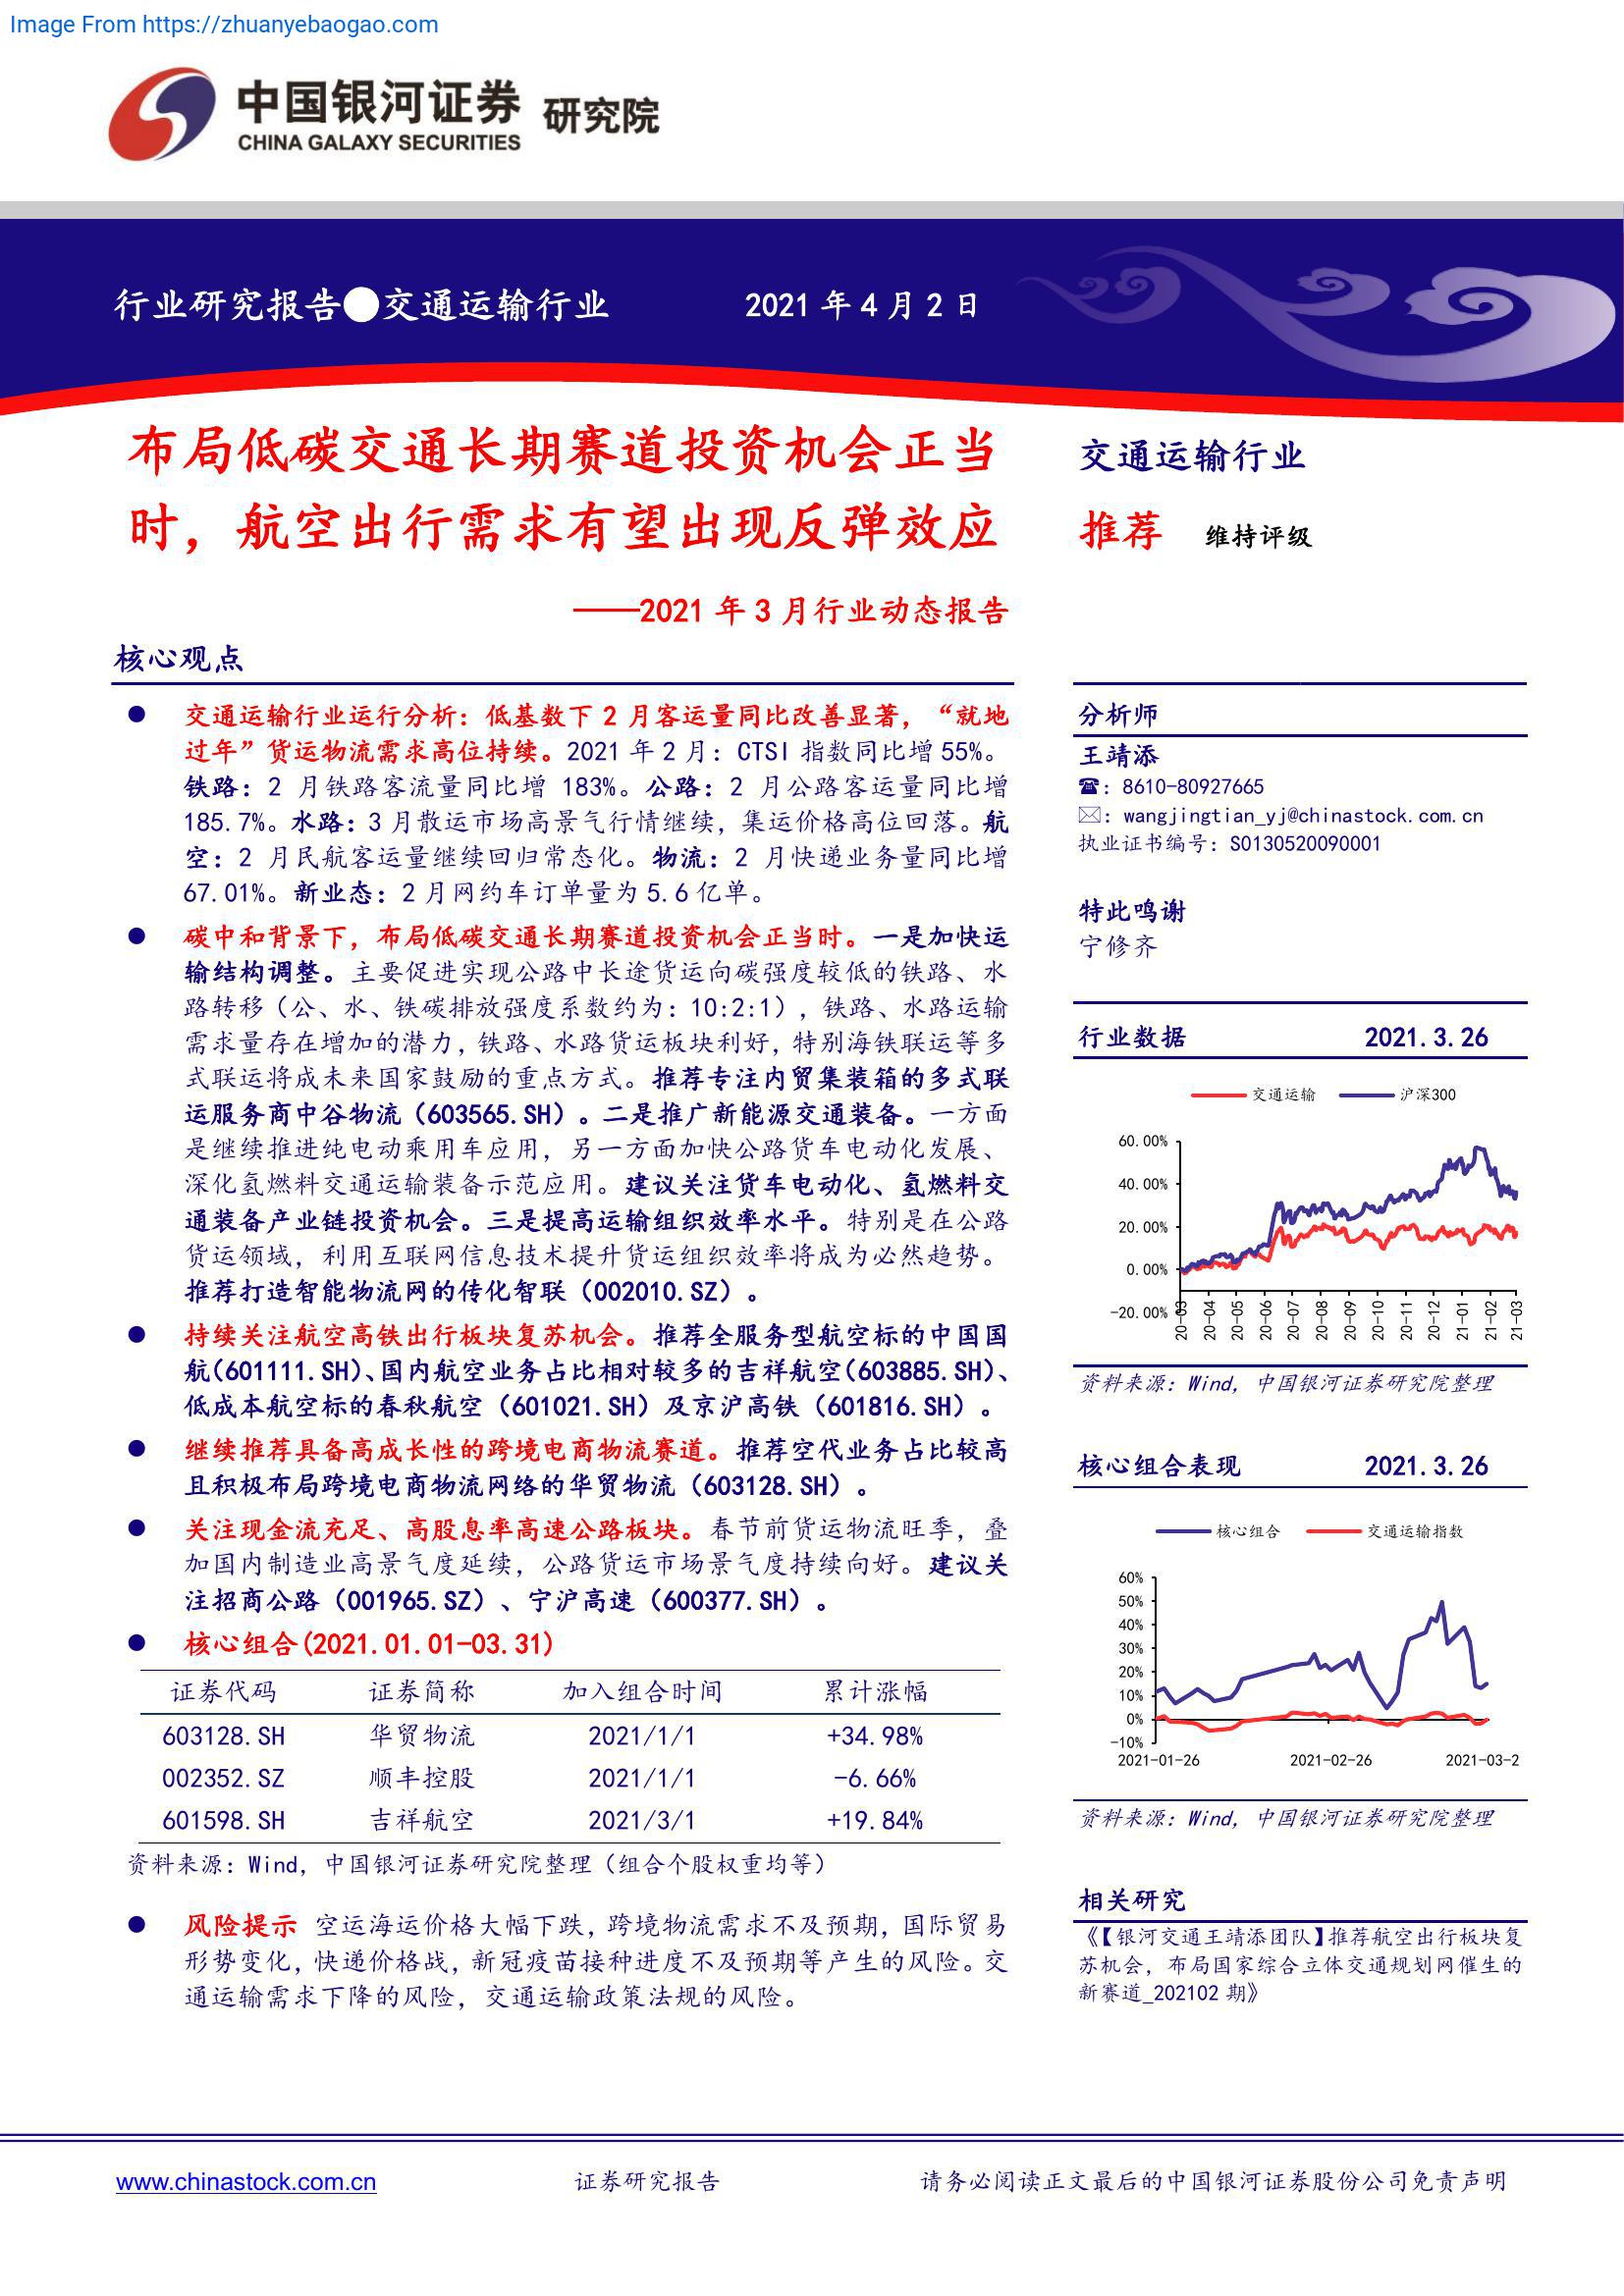 Image From https://zhuanyebaogao.com
中国银河证券 研究院
CHINA GALAXY SECURITIES
行业研究报告●交通运输行业 2021 年 4 月 2 日
布局低碳交通长期赛道投资机会正当
时，航空出行需求有望出现反弹效应
——2021 年 3 月行业动态报告
核心观点
● 交通运输行业运行分析：低基数下 2 月客运量同比改善显著，“就地
过年”货运物流需求高位持续。2021 年 2 月：CTSI 指数同比增 55%。
铁路：2 月铁路客流量同比增 183%。公路：2 月公路客运量同比增
185.7%。水路：3 月散运市场高景气行情继续，集运价格高位回落。航
空：2 月民航客运量继续回归常态化。物流：2 月快递业务量同比增
67.01%。新业态：2 月网约车订单量为 5.6 亿单。
● 碳中和背景下，布局低碳交通长期赛道投资机会正当时。一是加快运
输结构调整。主要促进实现公路中长途货运向碳强度较低的铁路、水
路转移（公、水、铁碳排放强度系数约为：10:2:1），铁路、水路运输
需求量存在增加的潜力，铁路、水路货运板块利好，特别海铁联运等多
式联运将成未来国家鼓励的重点方式。推荐专注内贸集装箱的多式联
运服务商中谷物流（603565.SH）。二是推广新能源交通装备。一方面
是继续推进纯电动乘用车应用，另一方面加快公路货车电动化发展、
深化氢燃料交通运输装备示范应用。建议关注货车电动化、氢燃料交
通装备产业链投资机会。三是提高运输组织效率水平。特别是在公路
货运领域，利用互联网信息技术提升货运组织效率将成为必然趋势。
推荐打造智能物流网的传化智联（002010.SZ）。
● 持续关注航空高铁出行板块复苏机会。推荐全服务型航空标的中国国
航(601111.SH)、国内航空业务占比相对较多的吉祥航空(603885.SH)、
低成本航空标的春秋航空（601021.SH）及京沪高铁（601816.SH）。
● 继续推荐具备高成长性的跨境电商物流赛道。推荐空代业务占比较高
且积极布局跨境电商物流网络的华贸物流（603128.SH）。
● 关注现金流充足、高股息率高速公路板块。春节前货运物流旺季，叠
加国内制造业高景气度延续，公路货运市场景气度持续向好。建议关
注招商公路（001965.SZ）、宁沪高速（600377.SH）。
● 核心组合(2021.01.01-03.31)
证券代码 证券简称 加入组合时间 累计涨幅
603128.SH 华贸物流 2021/1/1 +34.98%
002352.SZ 顺丰控股 2021/1/1 -6.66%
601598.SH 吉祥航空 2021/3/1 +19.84%
资料来源：Wind，中国银河证券研究院整理（组合个股权重均等）
● 风险提示 空运海运价格大幅下跌，跨境物流需求不及预期，国际贸易
形势变化，快递价格战，新冠疫苗接种进度不及预期等产生的风险。交
通运输需求下降的风险，交通运输政策法规的风险。
交通运输行业
推荐 维持评级
分析师
王靖添
☎：8610-80927665
✉：wangjingtian_yj@chinastock.com.cn
执业证书编号：S0130520090001
特此鸣谢
宁修齐
行业数据 2021.3.26
交通运输 沪深300
60.00%
40.00%
20.00%
0.00%
-20.00%
20-03 20-04 20-05 20-06 20-07 20-08 20-09 20-10 20-11 20-12 21-01 21-02 21-03
资料来源：Wind，中国银河证券研究院整理
核心组合表现 2021.3.26
核心组合 交通运输指数
60%
50%
40%
30%
20%
10%
0%
-10%
2021-01-26 2021-02-26 2021-03-2
资料来源：Wind，中国银河证券研究院整理
相关研究
《【银河交通王靖添团队】推荐航空出行板块复
苏机会，布局国家综合立体交通规划网催生的
新赛道_202102 期》
www.chinastock.com.cn 证券研究报告 请务必阅读正文最后的中国银河证券股份公司免责声明